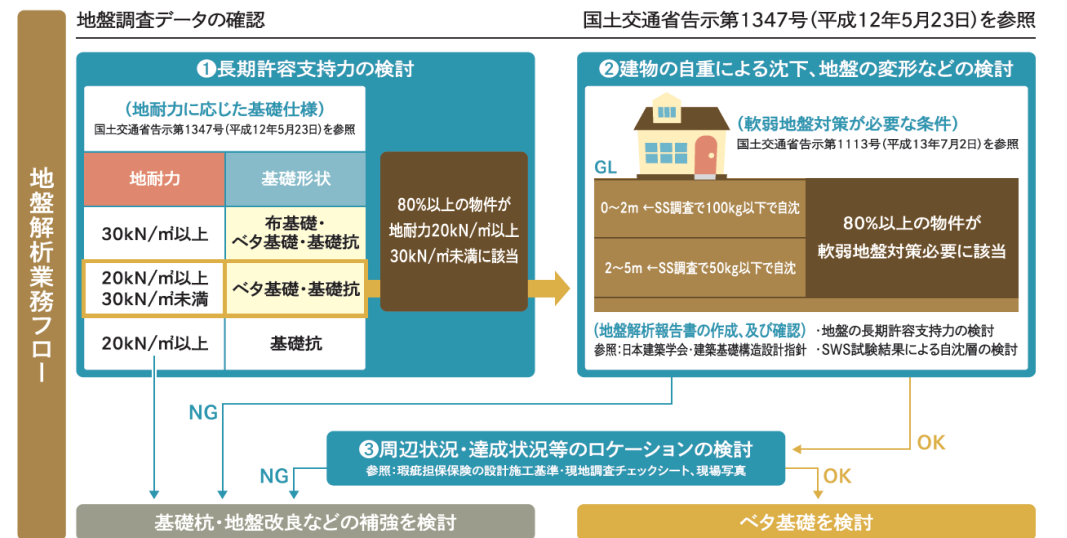 地盤解析業務フロー
地盤調査データの確認
国土交通省告示第1347号(平成12年5月23日)を参照
❶長期許容支持力の検討
(地耐力に応じた基礎仕様)
国土交通省告示第1347号(平成12年5月23日)を参照
地耐力
基礎形状
30kN/㎡以上
布基礎・
ベタ基礎・基礎抗
20kN/㎡以上
30kN/㎡未満
ベタ基礎・基礎抗
20kN/㎡以上
基礎抗
80%以上の物件が
地耐力20kN/㎡以上
30kN/㎡未満に該当
❷建物の自重による沈下、地盤の変形などの検討
(軟弱地盤対策が必要な条件)
国土交通省告示第1113号(平成13年7月2日)を参照
GL
0〜2m ←SS調査で100kg以下で自沈
2〜5m ←SS調査で50kg以下で自沈
80%以上の物件が
軟弱地盤対策必要に該当
(地盤解析報告書の作成、及び確認)
参照:日本建築学会・建築基礎構造設計指針
・地盤の長期許容支持力の検討
・SWS試験結果による自沈層の検討
NG
OK
❸周辺状況・達成状況等のロケーションの検討
参照:瑕疵担保保険の設計施工基準・現地調査チェックシート、現場写真
NG
OK
基礎杭・地盤改良などの補強を検討
ベタ基礎を検討